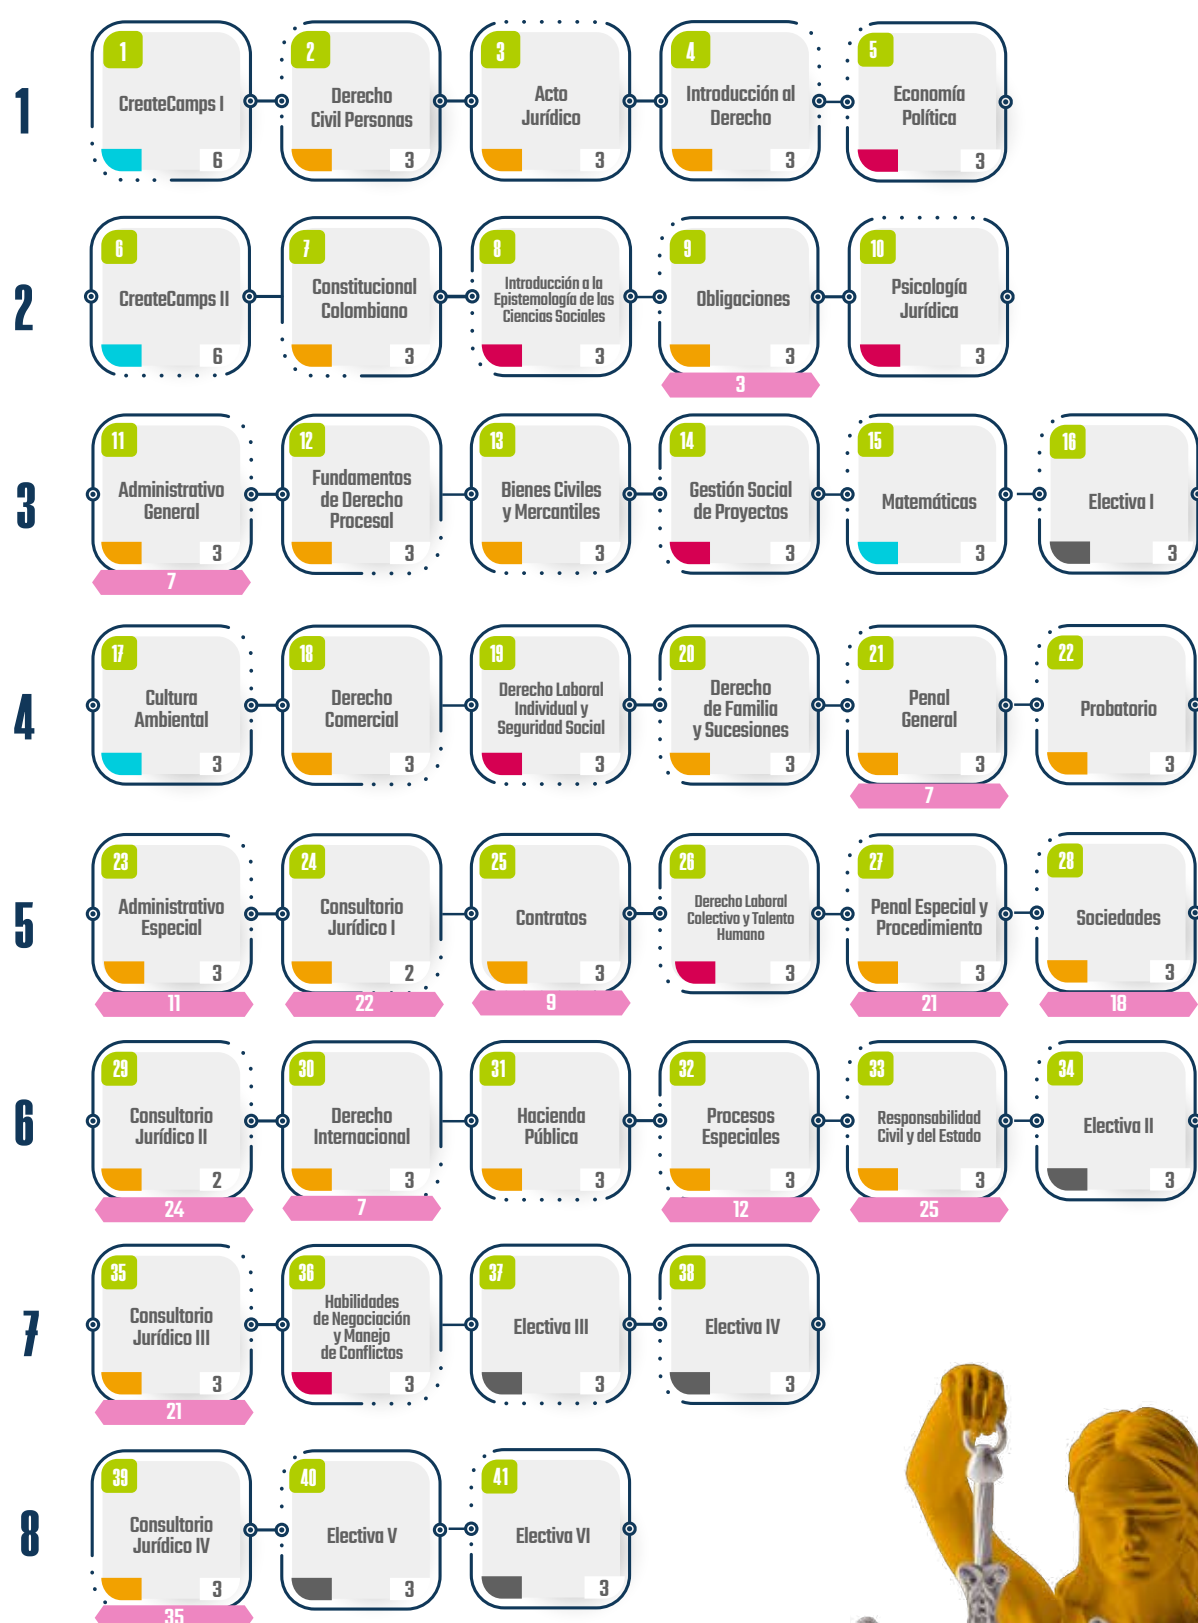 1
1
CreateCamps I
6
2
Derecho
Civil Personas
3
3
Acto
Jurídico
3
4
Introducción al
Derecho
3
5
Economía
Política
3
2
6
CreateCamps II
6
7
Constitucional
Colombiano
3
8
Introducción a la
Epistemología de las
Ciencias Sociales
3
9
Obligaciones
3
3
10
Psicología
Jurídica
3
3
11
Administrativo
General
3
7
12
Fundamentos
de Derecho
Procesal
3
13
Bienes Civiles
y Mercantiles
3
14
Gestión Social
de Proyectos
3
15
Matemáticas
3
16
Electiva I
3
4
17
Cultura
Ambiental
3
18
Derecho
Comercial
3
19
Derecho Laboral
Individual y
Seguridad Social
3
20
Derecho
de Familia
y Sucesiones
3
21
Penal
General
3
7
22
Probatorio
3
5
23
Administrativo
Especial
3
11
24
Consultorio
Jurídico I
2
22
25
Contratos
3
9
26
Derecho Laboral
Colectivo y Talento
Humano
3
27
Penal Especial y
Procedimiento
3
21
28
Sociedades
3
18
6
29
Consultorio
Jurídico II
2
24
30
Derecho
Internacional
3
7
31
Hacienda
Pública
3
32
Procesos
Especiales
3
12
33
Responsabilidad
Civil y del Estado
3
25
34
Electiva II
3
7
35
Consultorio
Jurídico III
3
21
36
Habilidades
de Negociación
y Manejo
de Conflictos
3
37
Electiva III
3
38
Electiva IV
3
8
39
Consultorio
Jurídico IV
3
35
40
Electiva V
3
41
Electiva VI
3